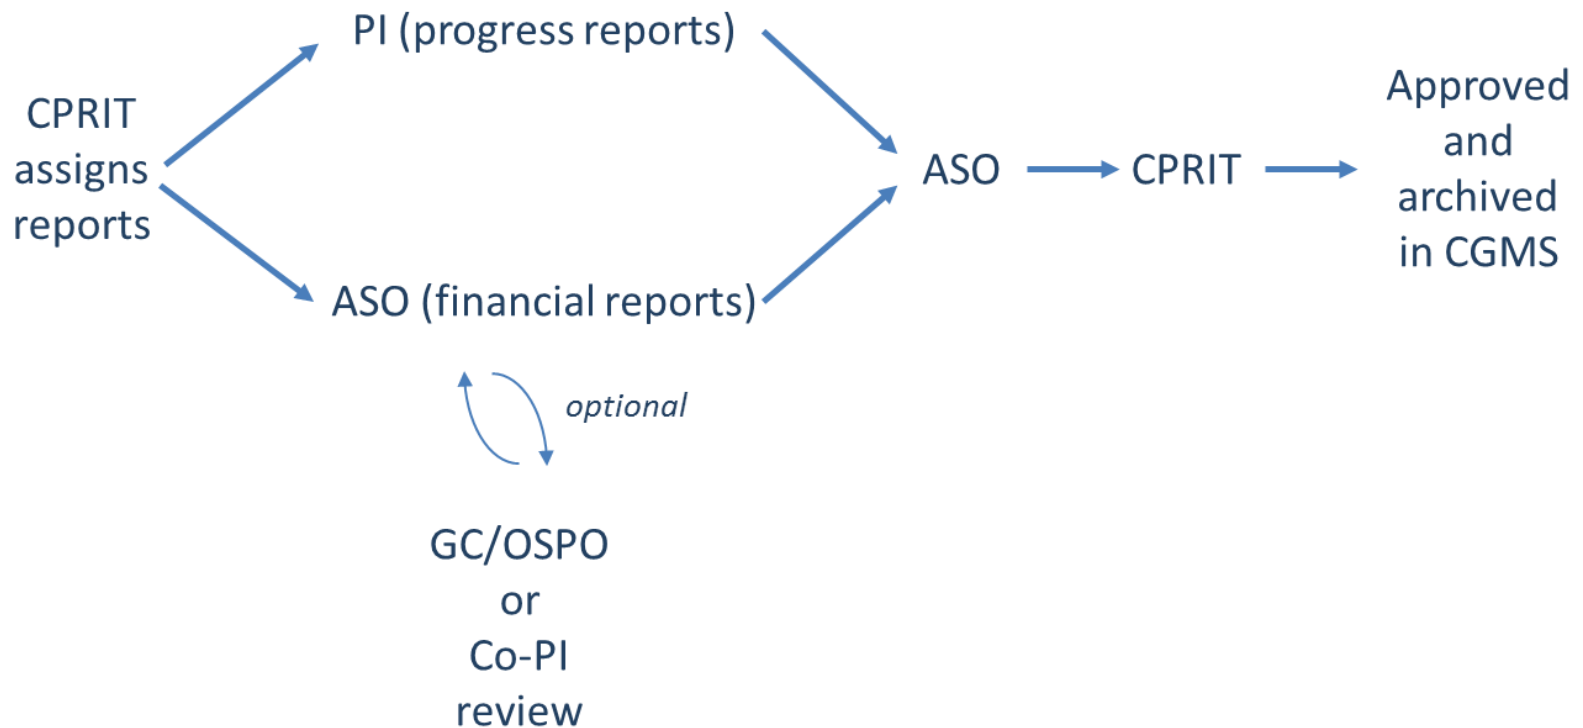 CPRIT
assigns
reports
PI (progress reports)
ASO (financial reports)
optional
GC/OSPO
or
Co-PI
review
ASO
CPRIT
Approved
and
archived
in CGMS